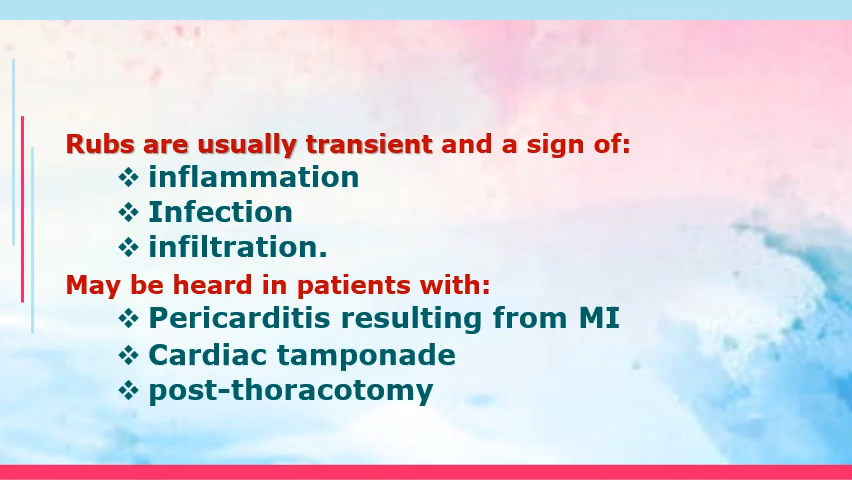 Rubs are usually transient and a sign of:
❖ inflammation
❖ Infection
❖ infiltration.
May be heard in patients with:
❖ Pericarditis resulting from MI
❖ Cardiac tamponade
❖ post-thoracotomy